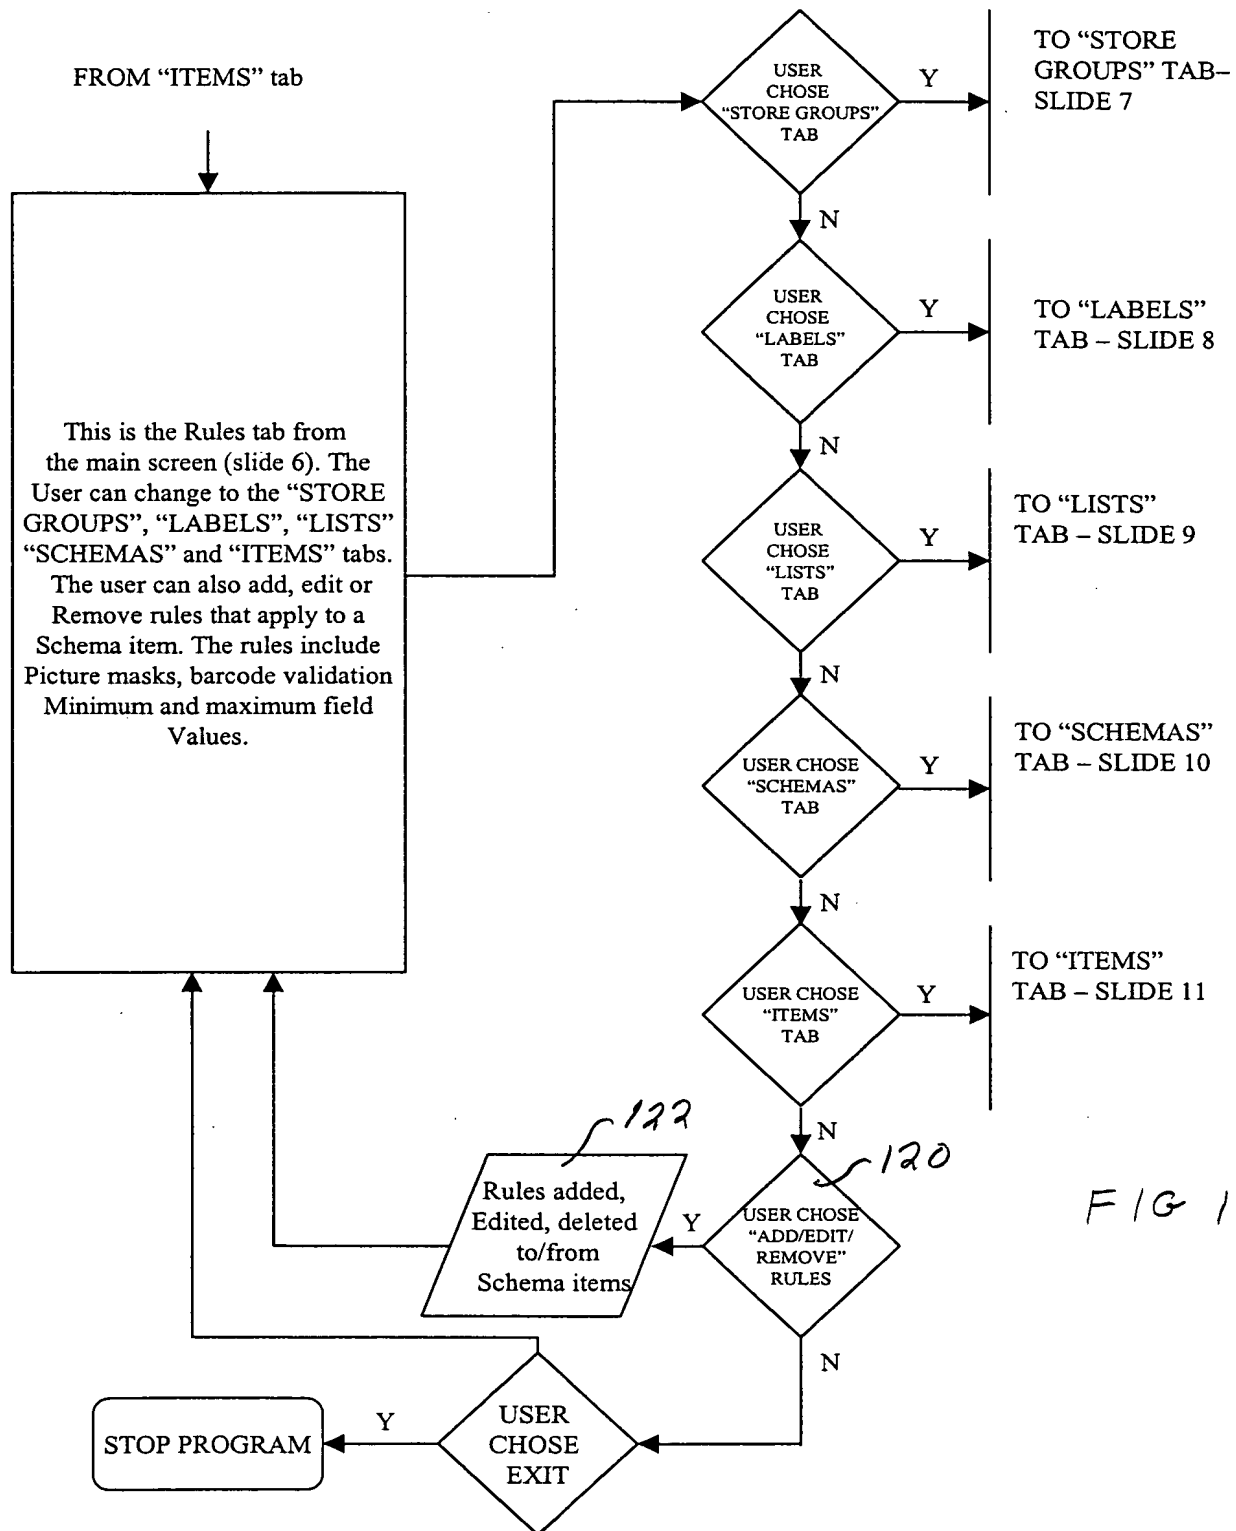 FROM “ITEMS” tab
This is the Rules tab from
the main screen (slide 6). The
User can change to the “STORE
GROUPS”, “LABELS”, “LISTS”
“SCHEMAS” and “ITEMS” tabs.
The user can also add, edit or
Remove rules that apply to a
Schema item. The rules include
Picture masks, barcode validation
Minimum and maximum field
Values.
USER
CHOSE
“STORE GROUPS”
TAB
Y
TO “STORE
GROUPS” TAB–
SLIDE 7
N
USER
CHOSE
“LABELS”
TAB
Y
TO “LABELS”
TAB – SLIDE 8
N
USER
CHOSE
“LISTS”
TAB
Y
TO “LISTS”
TAB – SLIDE 9
N
USER CHOSE
“SCHEMAS”
TAB
Y
TO “SCHEMAS”
TAB – SLIDE 10
N
USER CHOSE
“ITEMS”
TAB
Y
TO “ITEMS”
TAB – SLIDE 11
N
120
USER CHOSE
“ADD/EDIT/
REMOVE”
RULES
Y
122
Rules added,
Edited, deleted
to/from
Schema items
N
USER
CHOSE
EXIT
Y
STOP PROGRAM
FIG 1